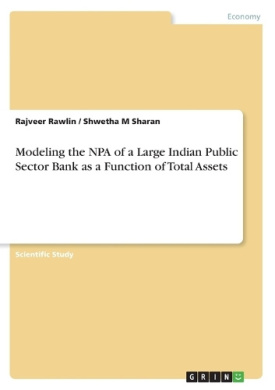 Economy
Rajveer Rawlin / Shwetha M Sharan
Modeling the NPA of a Large Indian Public
Sector Bank as a Function of Total Assets
Scientific Study
GRIN